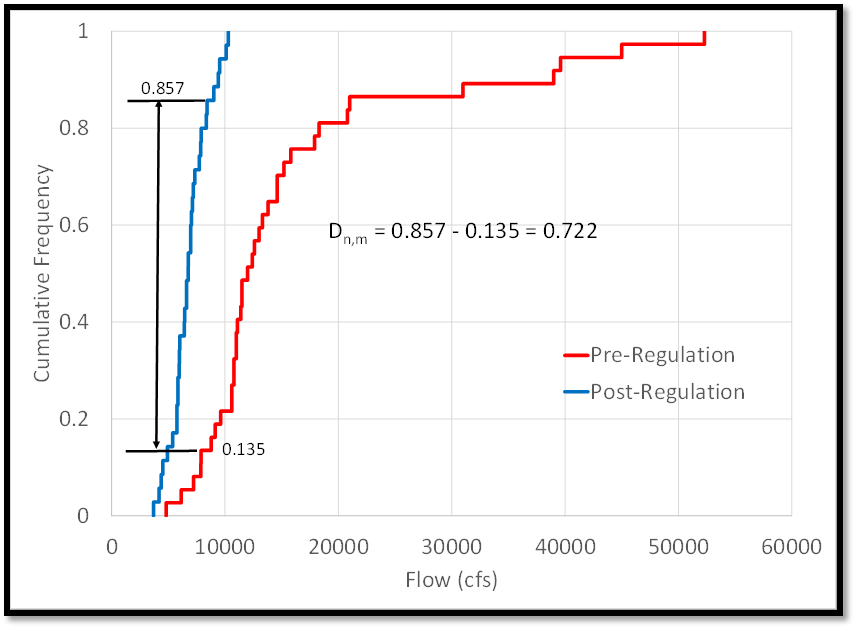 1
0.857
0.8
0.6
D n,m = 0.857 - 0.135 = 0.722
Cumulative Frequency
0.4
Pre-Regulation
Post-Regulation
0.2
0.135
0
0 10000 20000 30000 40000 50000 60000
Flow (cfs)